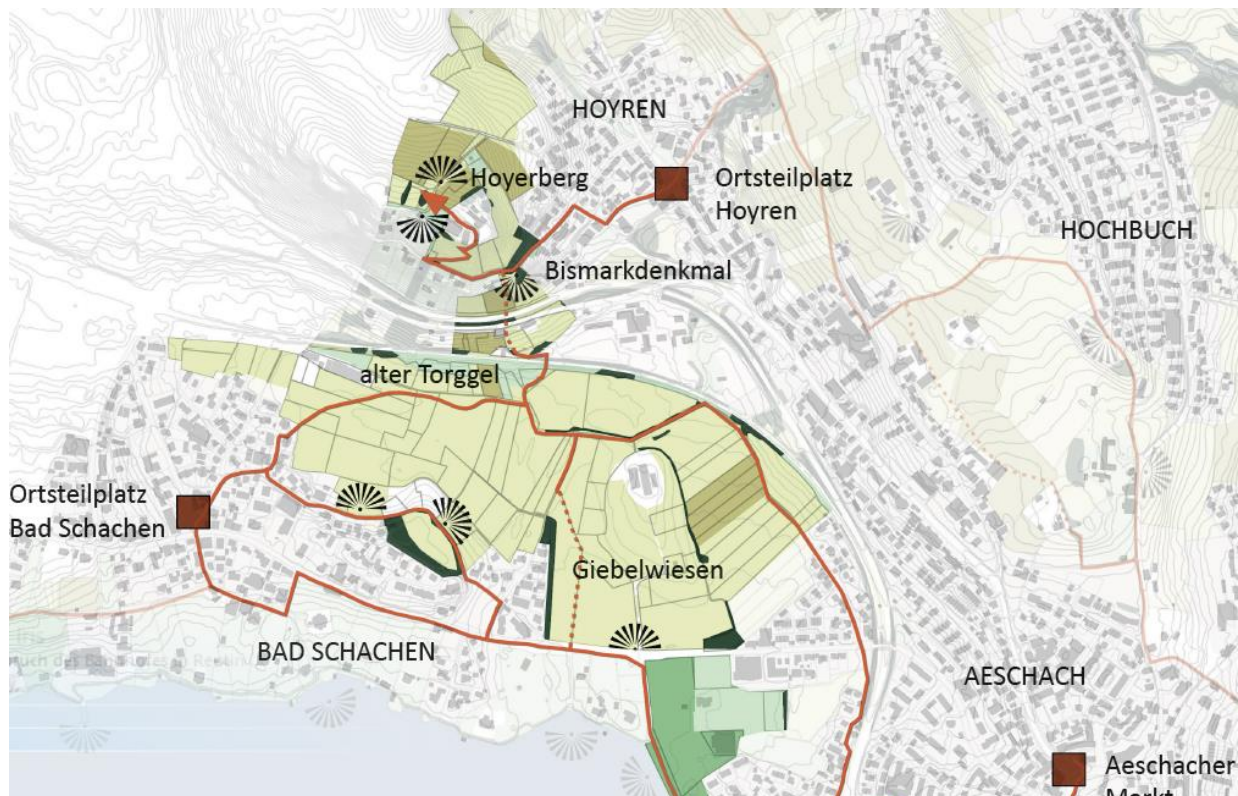 HOYREN
Hoyerberg
Ortsteilplatz
Hoyren
HOCHBUCH
Bismarkdenkmal
alter Torggel
Ortsteilplatz
Bad Schachen
Giebelwiesen
BAD SCHACHEN
AESCHACH
Aeschacher